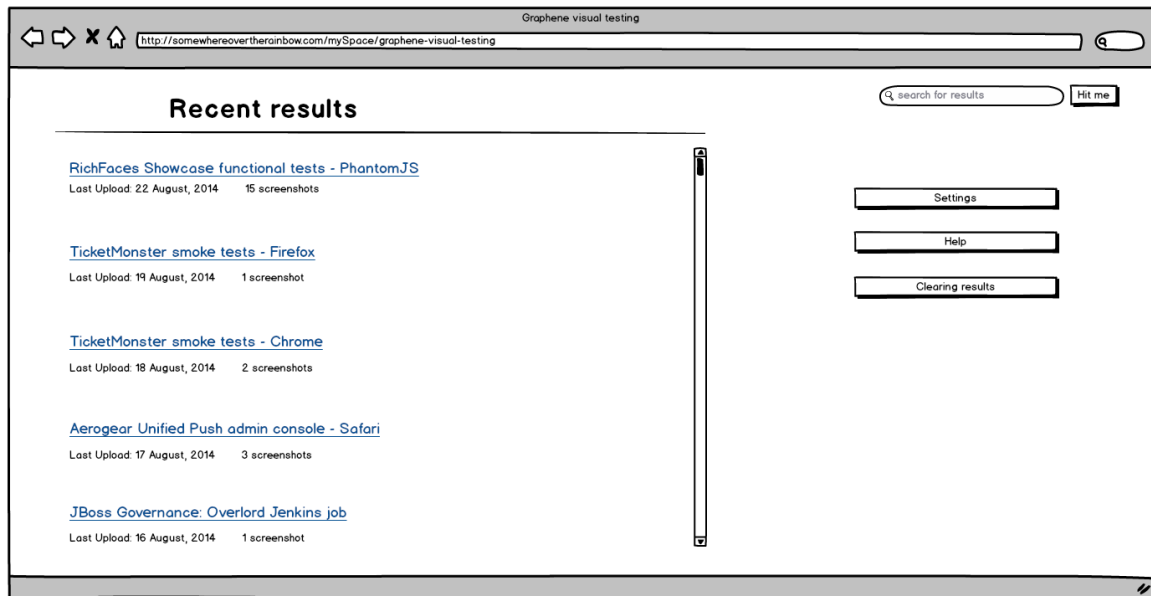 Graphene visual testing
http://somewhereovertherainbow.com/mySpace/graphene-visual-testing
search for results Hit me
Recent results
RichFaces Showcase functional tests - PhantomJS
Last Upload: 22 August, 2014 15 screenshots
TicketMonster smoke tests - Firefox
Last Upload: 19 August, 2014 1 screenshot
TicketMonster smoke tests - Chrome
Last Upload: 18 August, 2014 2 screenshots
Aerogear Unified Push admin console - Safari
Last Upload: 17 August, 2014 3 screenshots
JBoss Governance: Overlord Jenkins job
Last Upload: 16 August, 2014 1 screenshot
Settings
Help
Clearing results